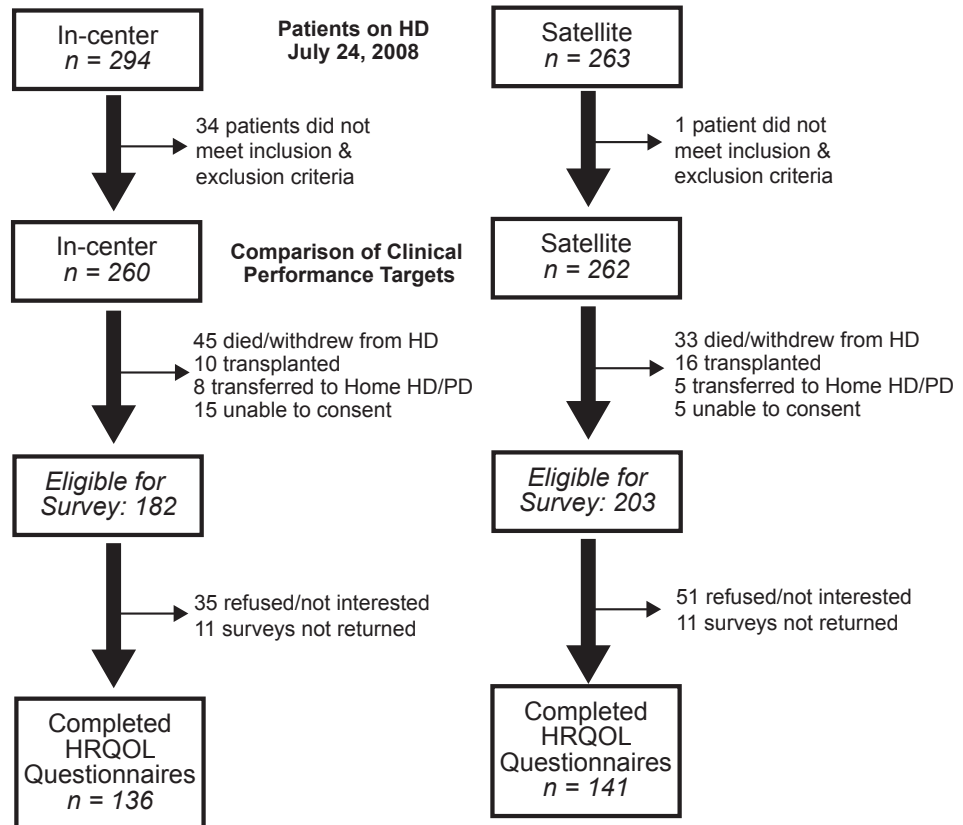 In-center
n = 294
Patients on HD
July 24, 2008
Satellite
n = 263
34 patients did not
meet inclusion &
exclusion criteria
1 patient did not
meet inclusion &
exclusion criteria
In-center
n = 260
Comparison of Clinical
Performance Targets
Satellite
n = 262
45 died/withdrew from HD
10 transplanted
8 transferred to Home HD/PD
15 unable to consent
33 died/withdrew from HD
16 transplanted
5 transferred to Home HD/PD
5 unable to consent
Eligible for
Survey: 182
Eligible for
Survey: 203
35 refused/not interested
11 surveys not returned
51 refused/not interested
11 surveys not returned
Completed
HRQOL
Questionnaires
n = 136
Completed
HRQOL
Questionnaires
n = 141